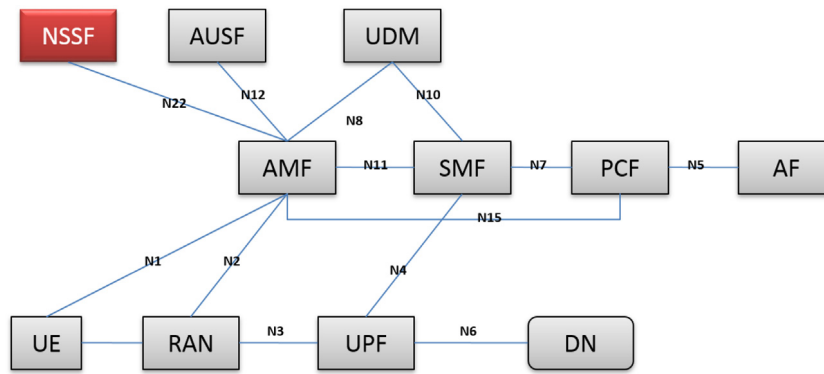 NSSF
AUSF
UDM
N22
N12
N8
N10
AMF
N11
SMF
N7
PCF
N5
AF
N15
N1
N2
N4
UE
RAN
N3
UPF
N6
DN